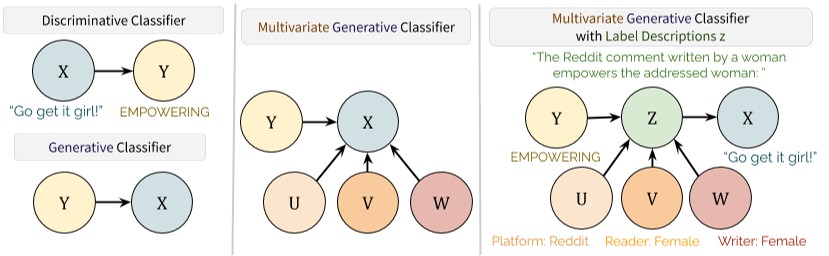 Discriminative Classifier
X
Y
"Go get it girl!"
EMPOWERING
Generative Classifier
Y
X
Multivariate Generative Classifier
Y
X
U
V
W
Multivariate Generative Classifier
with Label Descriptions z
"The Reddit comment written by a woman
empowers the addressed woman: "
Y
Z
X
EMPOWERING
"Go get it girl!"
U
V
W
Platform: Reddit
Reader: Female
Writer: Female